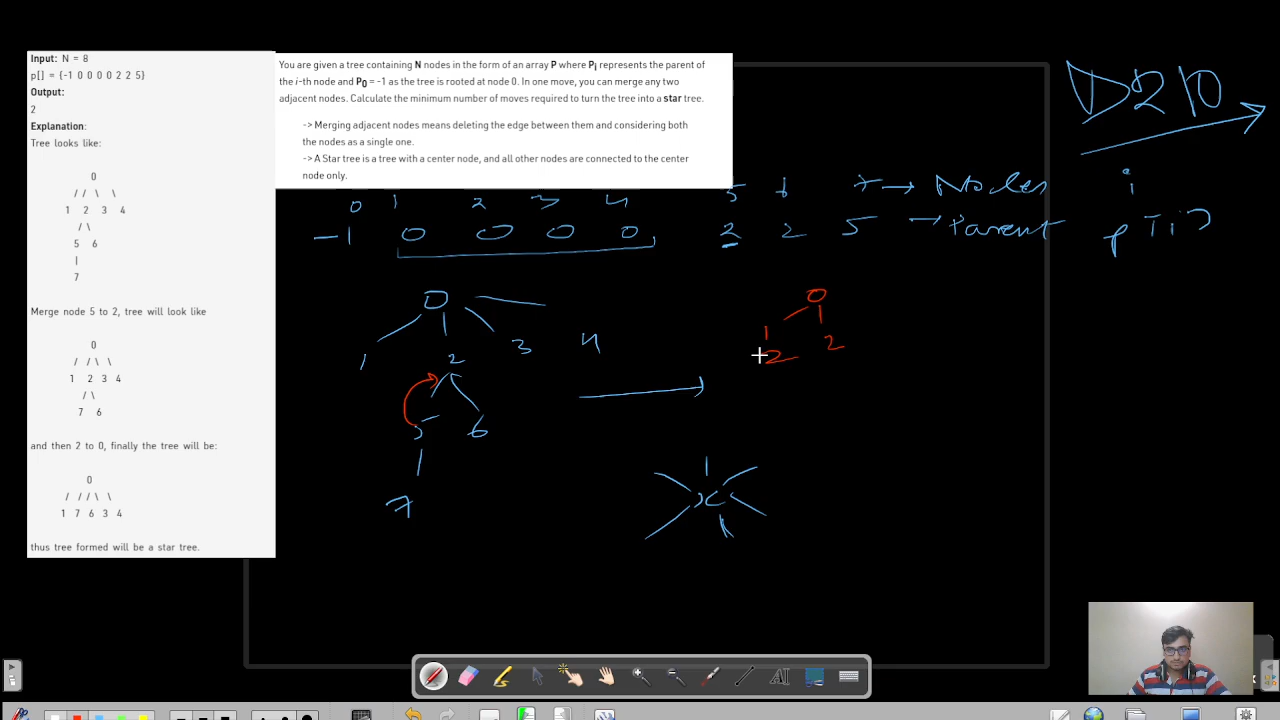 Input: N = 8
p[] = {-1 0 0 0 0 2 2 5}
Output:
2
Explanation:
Tree looks like:
0
/ / \ \
1 2 3 4
/ \
5 6
|
7
Merge node 5 to 2, tree will look like
0
/ / \ \
1 2 3 4
/ \
7 6
and then 2 to 0, finally the tree will be:
0
/ / / \ \
1 7 6 3 4
thus tree formed will be a star tree.
You are given a tree containing N nodes in the form of an array P where Pi represents the parent of
the i-th node and P0 = -1 as the tree is rooted at node 0. In one move, you can merge any two
adjacent nodes. Calculate the minimum number of moves required to turn the tree into a star tree.
-> Merging adjacent nodes means deleting the edge between them and considering both
the nodes as a single one.
-> A Star tree is a tree with a center node, and all other nodes are connected to the center
node only.
D210
0 1 2 3 4 5 6 7 → Nodes i
-1 0 0 0 0 2 2 5 → Parent p[i]
0
1 2 3 4
5 6
7
0
1 2
2